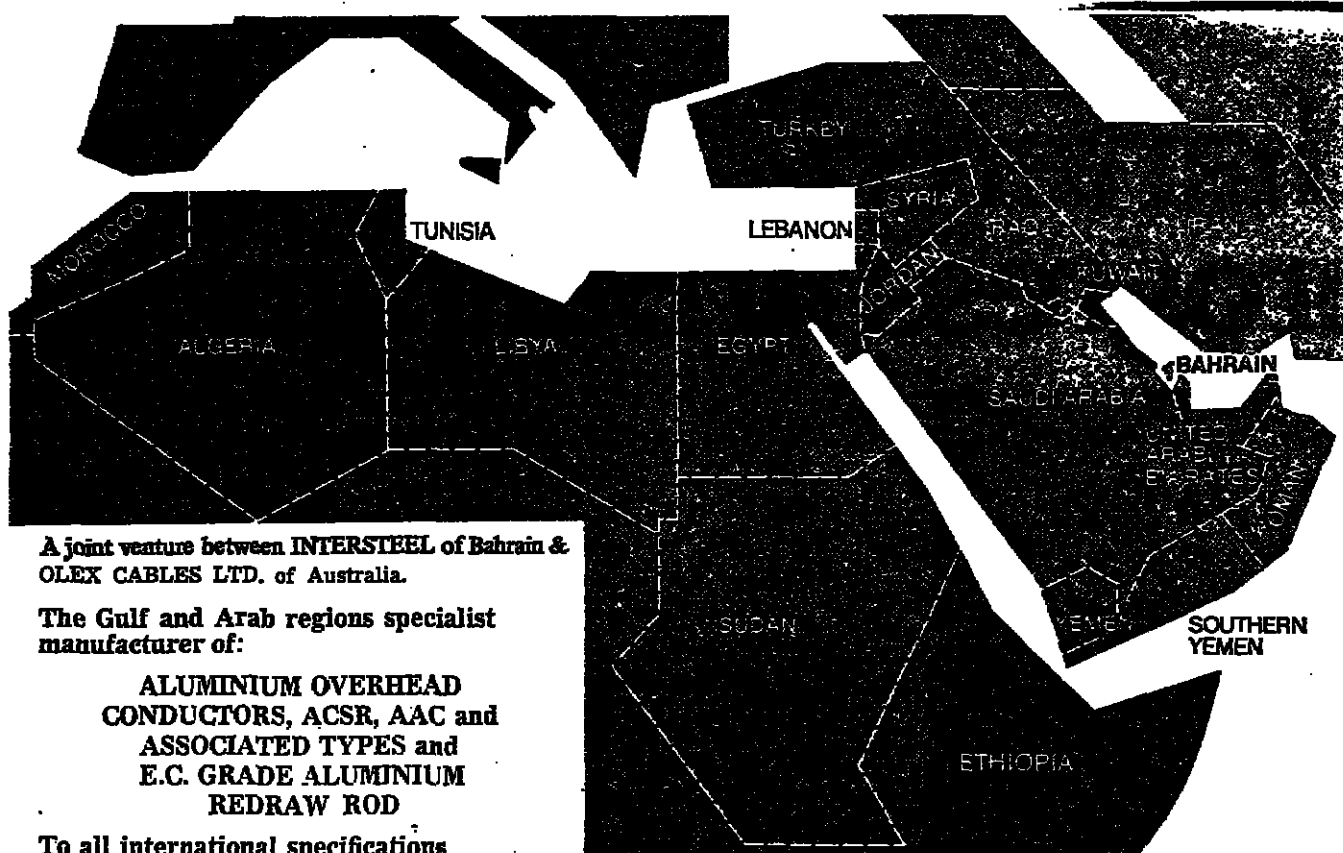 TURKEY
SYRIA
MOROCCO
TUNISIA
LEBANON
IRAQ
IRAN
JORDAN
KUWAIT
ALGERIA
LIBYA
EGYPT
BAHRAIN
SAUDI ARABIA
UNITED
ARAB
EMIRATES
OMAN
SUDAN
YEMEN
SOUTHERN
YEMEN
ETHIOPIA
A joint venture between INTERSTEEL of Bahrain &
OLEX CABLES LTD. of Australia.
The Gulf and Arab regions specialist
manufacturer of:
ALUMINIUM OVERHEAD
CONDUCTORS, ACSR, AAC and
ASSOCIATED TYPES and
E.C. GRADE ALUMINIUM
REDRAW ROD
To all international specifications